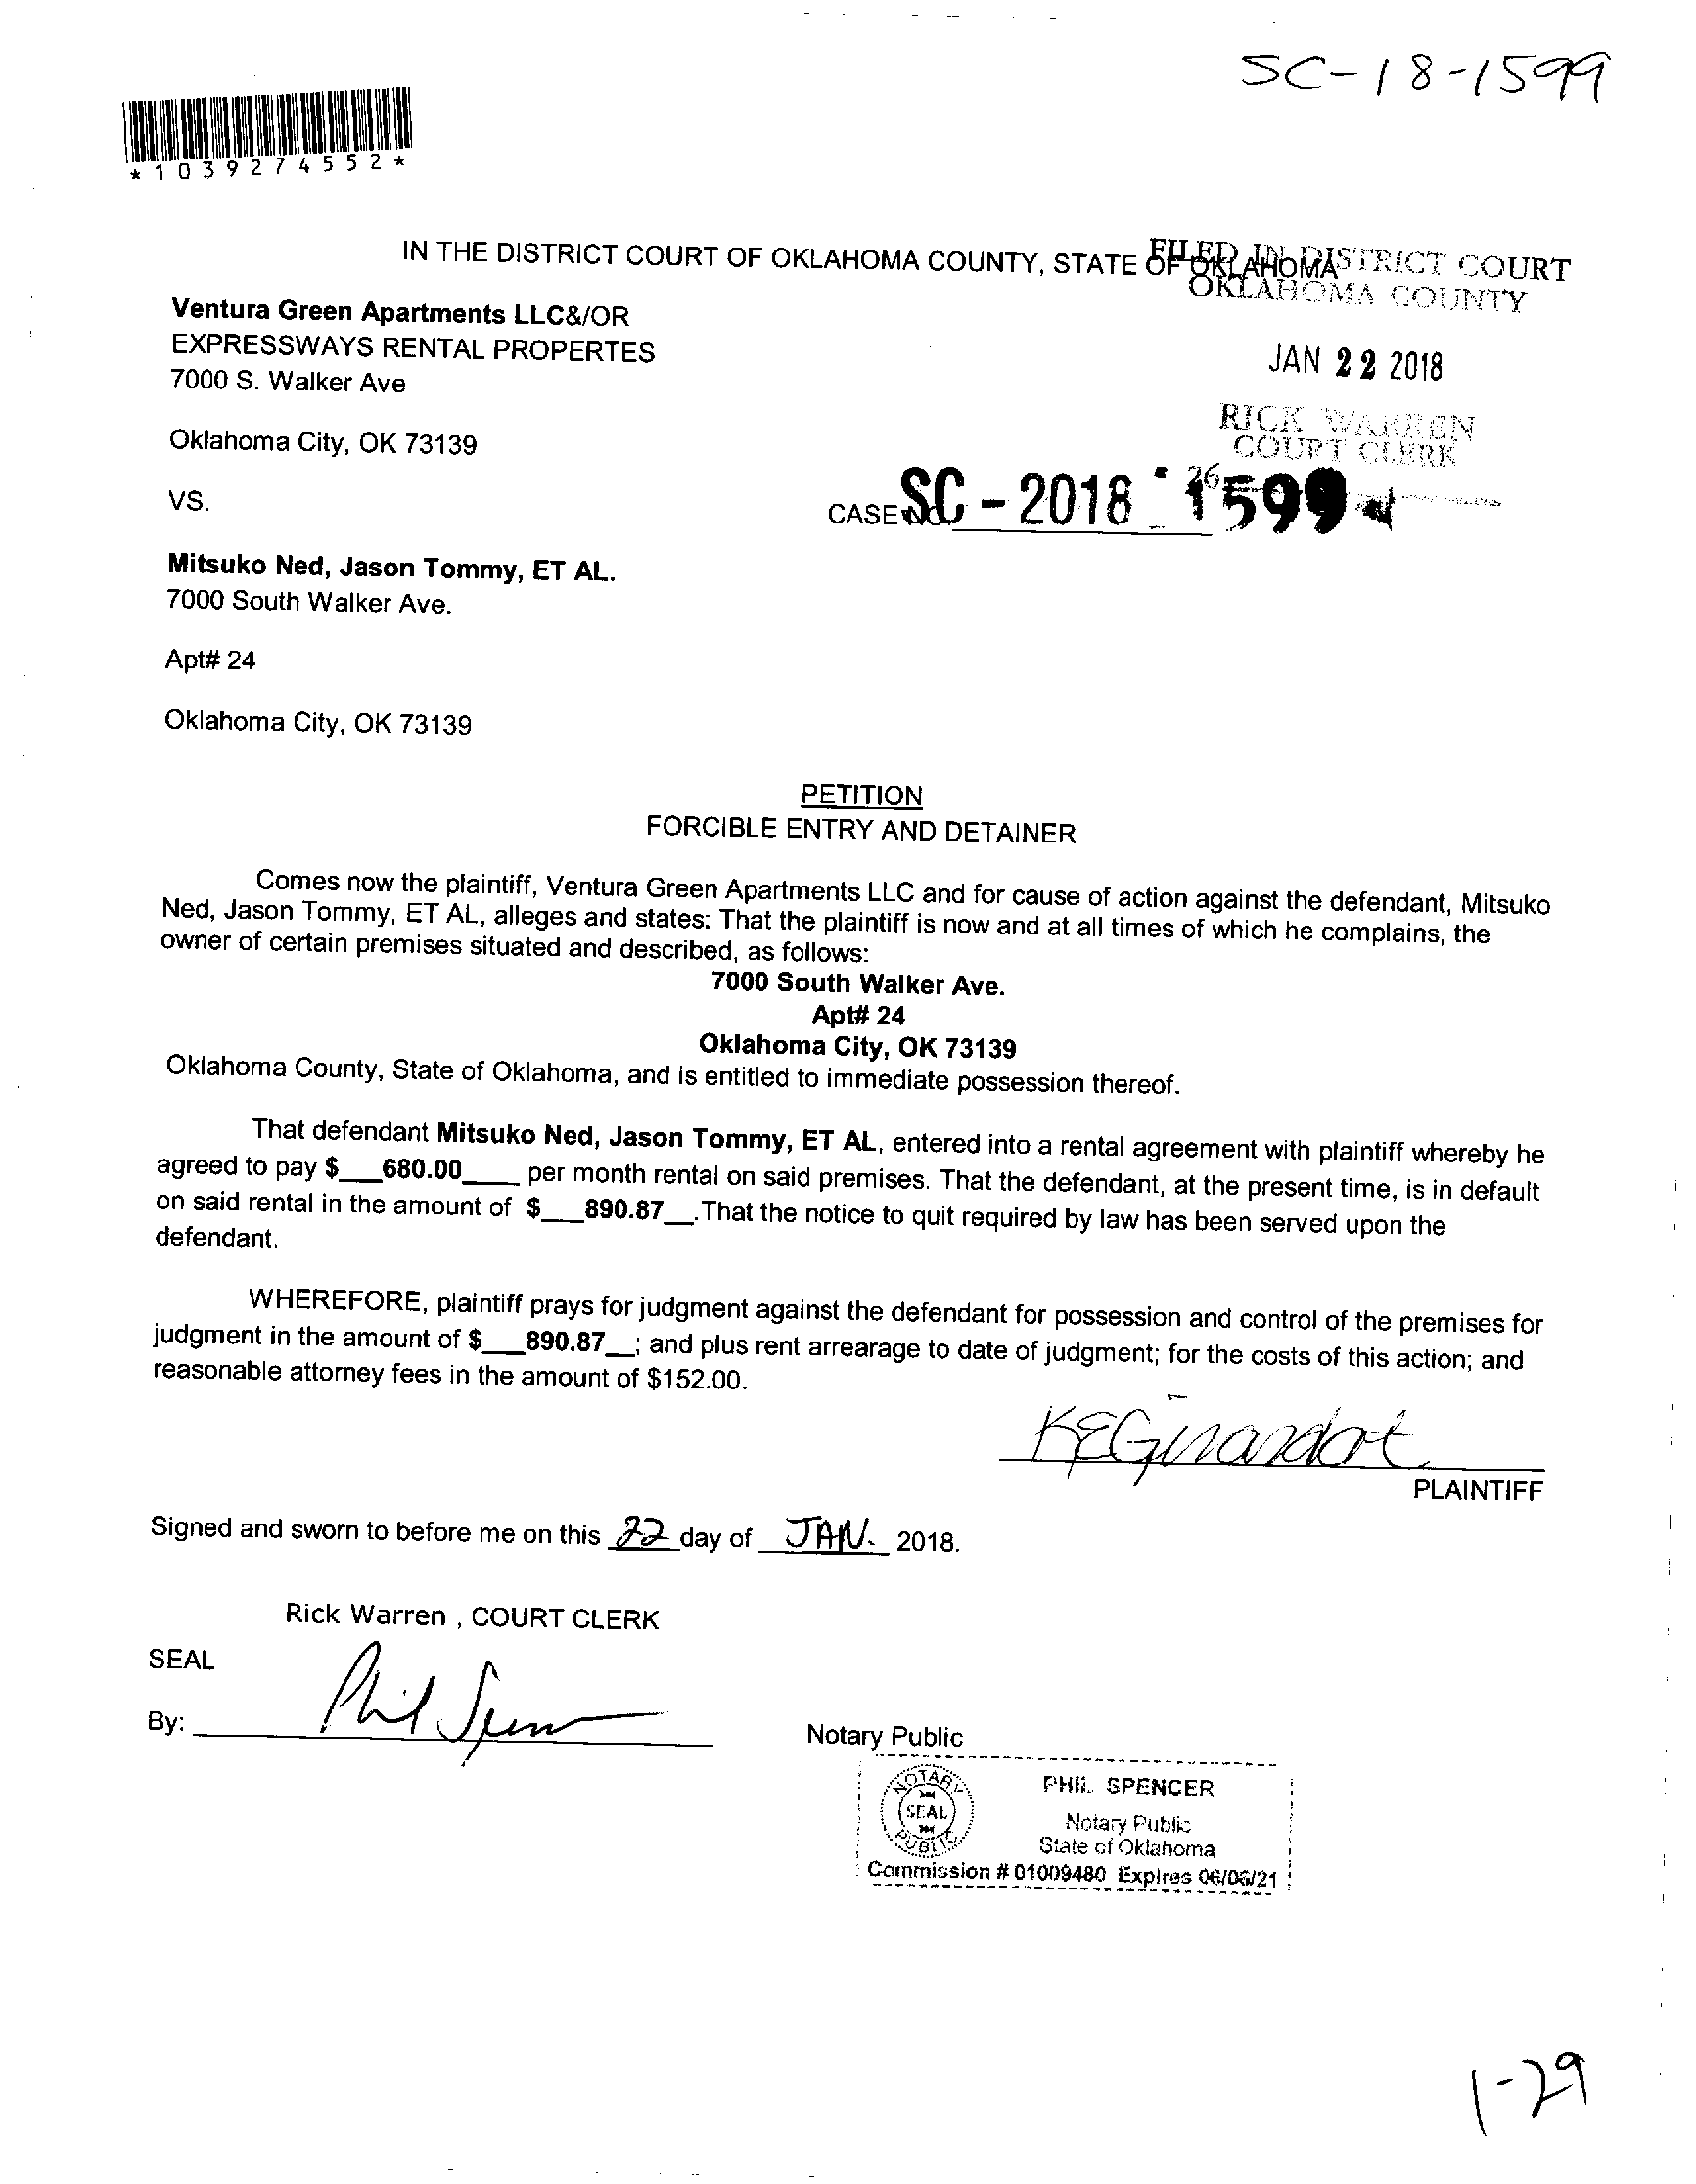 SC-18-1599
*1039274552*
IN THE DISTRICT COURT OF OKLAHOMA COUNTY, STATE OF OKLAHOMA
FILED IN DISTRICT COURT
OKLAHOMA COUNTY
Ventura Green Apartments LLC&/OR
EXPRESSWAYS RENTAL PROPERTES
7000 S. Walker Ave
JAN 22 2018
Oklahoma City, OK 73139
RICK WARREN
COURT CLERK
26
VS.
CASE NO. SC - 2018 - 1599
Mitsuko Ned, Jason Tommy, ET AL.
7000 South Walker Ave.
Apt# 24
Oklahoma City, OK 73139
PETITION
FORCIBLE ENTRY AND DETAINER
Comes now the plaintiff, Ventura Green Apartments LLC and for cause of action against the defendant, Mitsuko
Ned, Jason Tommy, ET AL, alleges and states: That the plaintiff is now and at all times of which he complains, the
owner of certain premises situated and described, as follows:
7000 South Walker Ave.
Apt# 24
Oklahoma City, OK 73139
Oklahoma County, State of Oklahoma, and is entitled to immediate possession thereof.
That defendant Mitsuko Ned, Jason Tommy, ET AL, entered into a rental agreement with plaintiff whereby he
agreed to pay $___680.00____ per month rental on said premises. That the defendant, at the present time, is in default
on said rental in the amount of $___890.87__. That the notice to quit required by law has been served upon the
defendant.
WHEREFORE, plaintiff prays for judgment against the defendant for possession and control of the premises for
judgment in the amount of $___890.87__; and plus rent arrearage to date of judgment; for the costs of this action; and
reasonable attorney fees in the amount of $152.00.
KEGirardot
PLAINTIFF
Signed and sworn to before me on this 22 day of JAN. 2018.
Rick Warren , COURT CLERK
SEAL
By: Phil Spencer
Notary Public
NOTARY
SEAL
PUBLIC
PHIL SPENCER
Notary Public
State of Oklahoma
Commission # 01009480 Expires 06/06/21
1-29